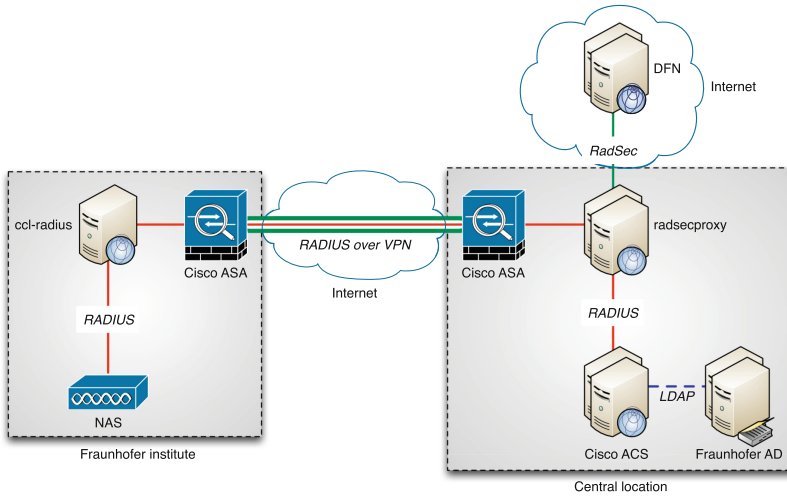 DFN
Internet
RadSec
ccl-radius
radsecproxy
RADIUS over VPN
Cisco ASA
Cisco ASA
Internet
RADIUS
RADIUS
LDAP
NAS
Cisco ACS
Fraunhofer AD
Fraunhofer institute
Central location